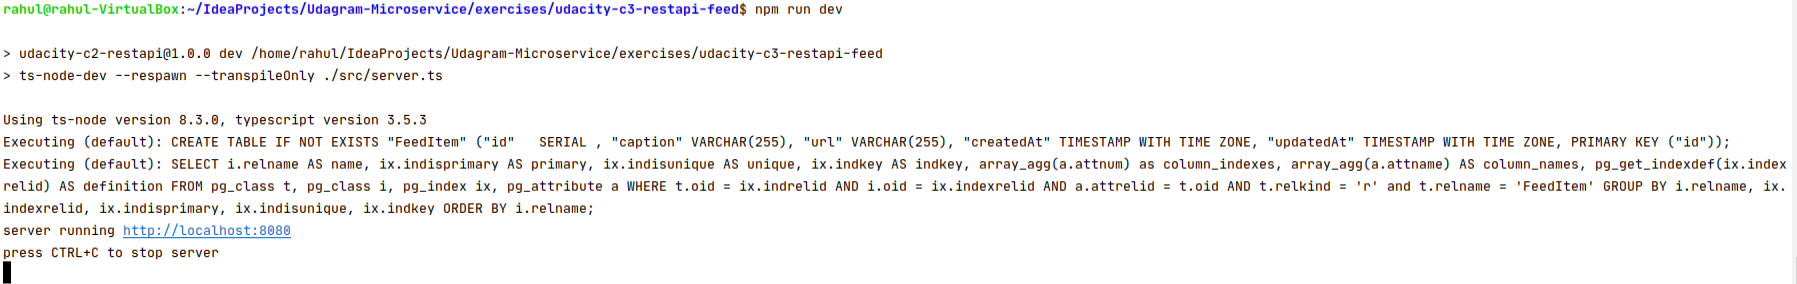 rahul@rahul-VirtualBox:~/IdeaProjects/Udagram-Microservice/exercises/udacity-c3-restapi-feed$ npm run dev
> udacity-c2-restapi@1.0.0 dev /home/rahul/IdeaProjects/Udagram-Microservice/exercises/udacity-c3-restapi-feed
> ts-node-dev --respawn --transpileOnly ./src/server.ts
Using ts-node version 8.3.0, typescript version 3.5.3
Executing (default): CREATE TABLE IF NOT EXISTS "FeedItem" ("id"   SERIAL , "caption" VARCHAR(255), "url" VARCHAR(255), "createdAt" TIMESTAMP WITH TIME ZONE, "updatedAt" TIMESTAMP WITH TIME ZONE, PRIMARY KEY ("id"));
Executing (default): SELECT i.relname AS name, ix.indisprimary AS primary, ix.indisunique AS unique, ix.indkey AS indkey, array_agg(a.attnum) as column_indexes, array_agg(a.attname) AS column_names, pg_get_indexdef(ix.index
relid) AS definition FROM pg_class t, pg_class i, pg_index ix, pg_attribute a WHERE t.oid = ix.indrelid AND i.oid = ix.indexrelid AND a.attrelid = t.oid AND t.relkind = 'r' and t.relname = 'FeedItem' GROUP BY i.relname, ix.
indexrelid, ix.indisprimary, ix.indisunique, ix.indkey ORDER BY i.relname;
server running http://localhost:8080
press CTRL+C to stop server